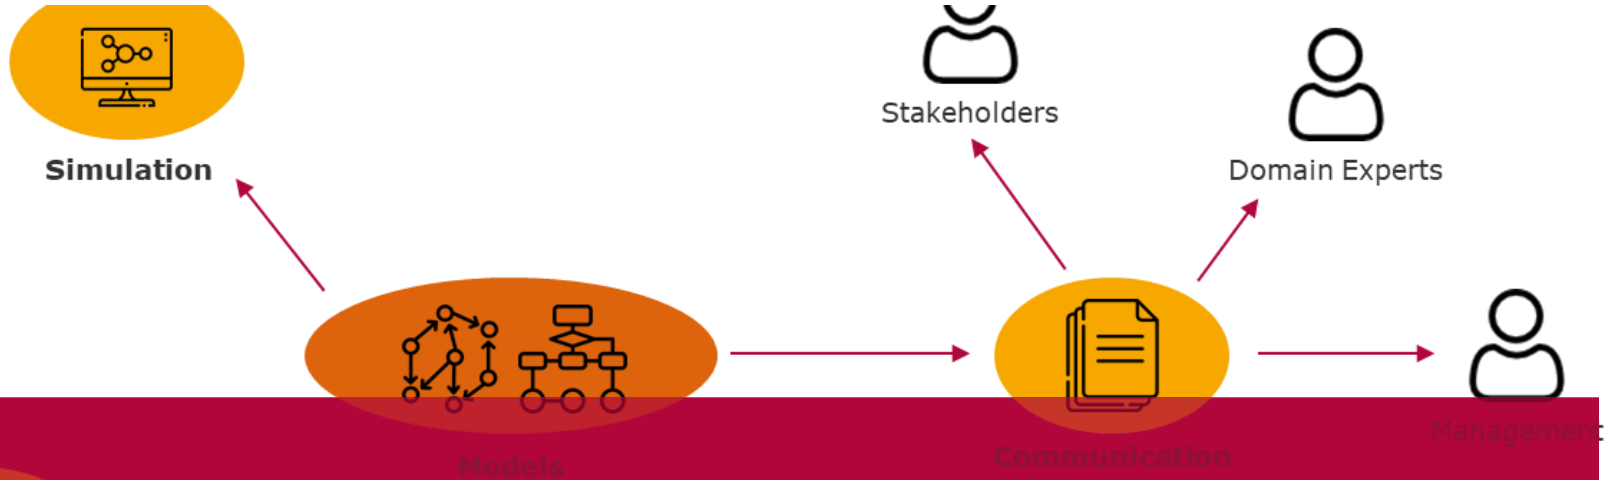 Stakeholders
Simulation
Domain Experts
Management
Communication
Models